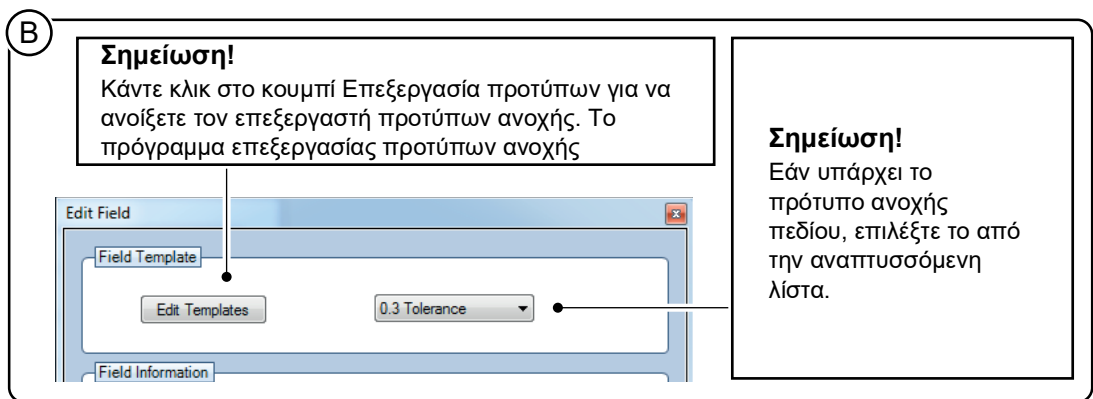 B
Σημείωση!
Κάντε κλικ στο κουμπί Επεξεργασία προτύπων για να
ανοίξετε τον επεξεργαστή προτύπων ανοχής. Το
πρόγραμμα επεξεργασίας προτύπων ανοχής
Σημείωση!
Εάν υπάρχει το
πρότυπο ανοχής
πεδίου, επιλέξτε το από
την αναπτυσσόμενη
λίστα.
Edit Field
Field Template
Edit Templates
0.3 Tolerance
Field Information